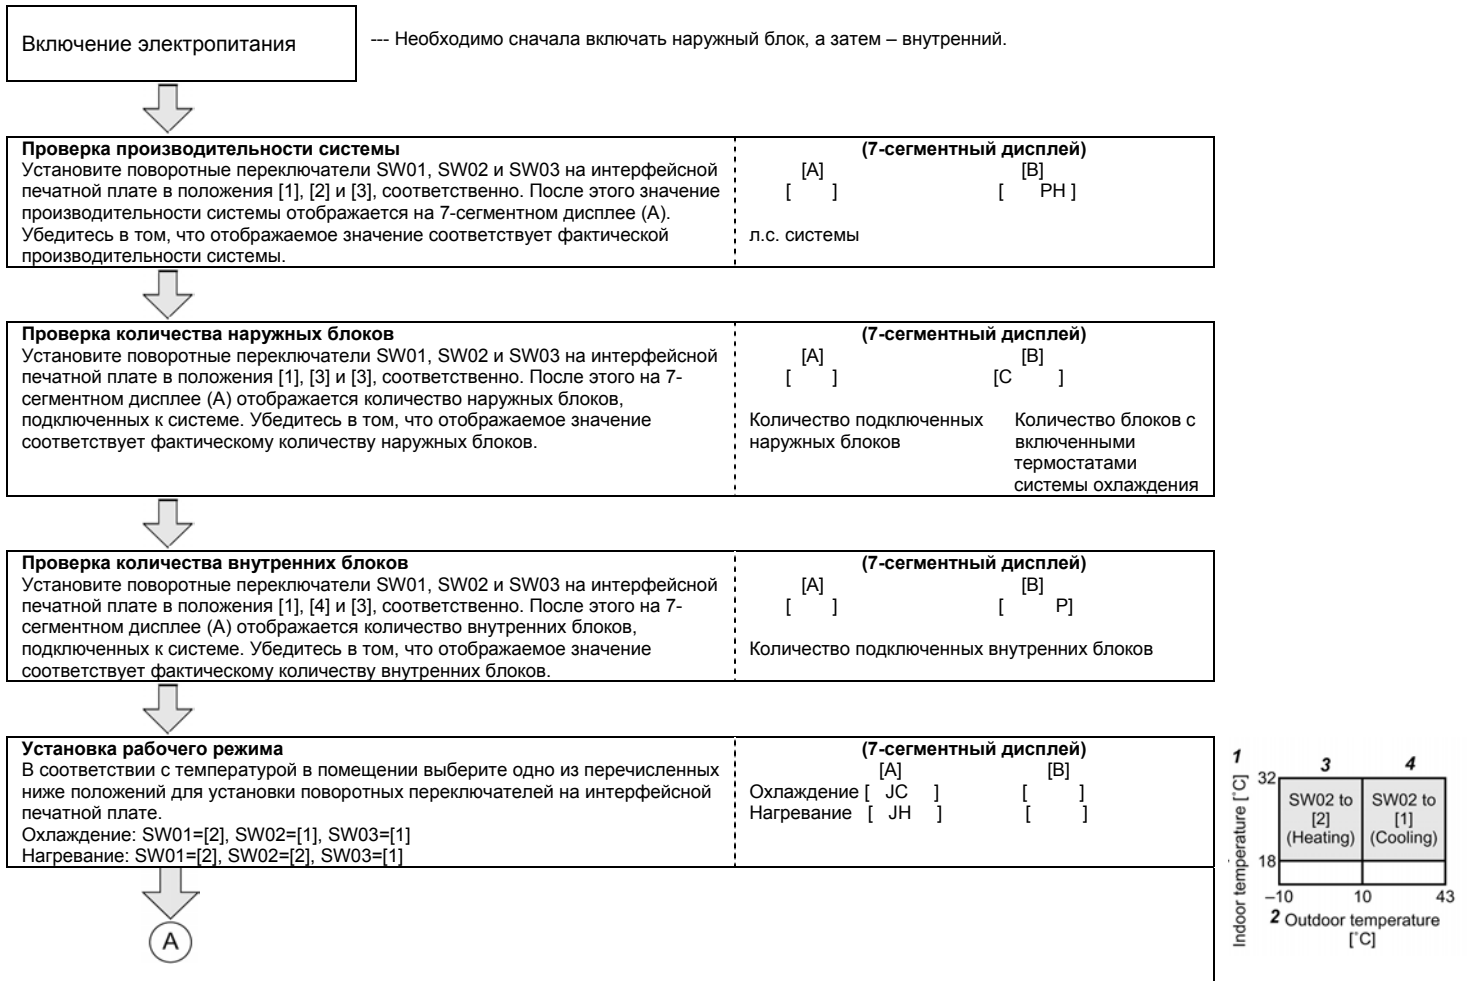 Включение электропитания
--- Необходимо сначала включать наружный блок, а затем – внутренний.
Проверка производительности системы
Установите поворотные переключатели SW01, SW02 и SW03 на интерфейсной
печатной плате в положения [1], [2] и [3], соответственно. После этого значение
производительности системы отображается на 7-сегментном дисплее (A).
Убедитесь в том, что отображаемое значение соответствует фактической
производительности системы.
(7-сегментный дисплей)
[A] [B]
[ ] [ PH ]
л.с. системы
Проверка количества наружных блоков
Установите поворотные переключатели SW01, SW02 и SW03 на интерфейсной
печатной плате в положения [1], [3] и [3], соответственно. После этого на 7-
сегментном дисплее (A) отображается количество наружных блоков,
подключенных к системе. Убедитесь в том, что отображаемое значение
соответствует фактическому количеству наружных блоков.
(7-сегментный дисплей)
[A] [B]
[ ] [C ]
Количество подключенных
наружных блоков
Количество блоков с
включенными
термостатами
системы охлаждения
Проверка количества внутренних блоков
Установите поворотные переключатели SW01, SW02 и SW03 на интерфейсной
печатной плате в положения [1], [4] и [3], соответственно. После этого на 7-
сегментном дисплее (A) отображается количество внутренних блоков,
подключенных к системе. Убедитесь в том, что отображаемое значение
соответствует фактическому количеству внутренних блоков.
(7-сегментный дисплей)
[A] [B]
[ ] [ P]
Количество подключенных внутренних блоков
Установка рабочего режима
В соответствии с температурой в помещении выберите одно из перечисленных
ниже положений для установки поворотных переключателей на интерфейсной
печатной плате.
Охлаждение: SW01=[2], SW02=[1], SW03=[1]
Нагревание: SW01=[2], SW02=[2], SW03=[1]
(7-сегментный дисплей)
[A] [B]
Охлаждение [ JC ] [ ]
Нагревание [ JH ] [ ]
A
1
3 4
Indoor temperature [˚C]
32
SW02 to
[2]
(Heating)
SW02 to
[1]
(Cooling)
18
–10 10 43
2 Outdoor temperature
[˚C]